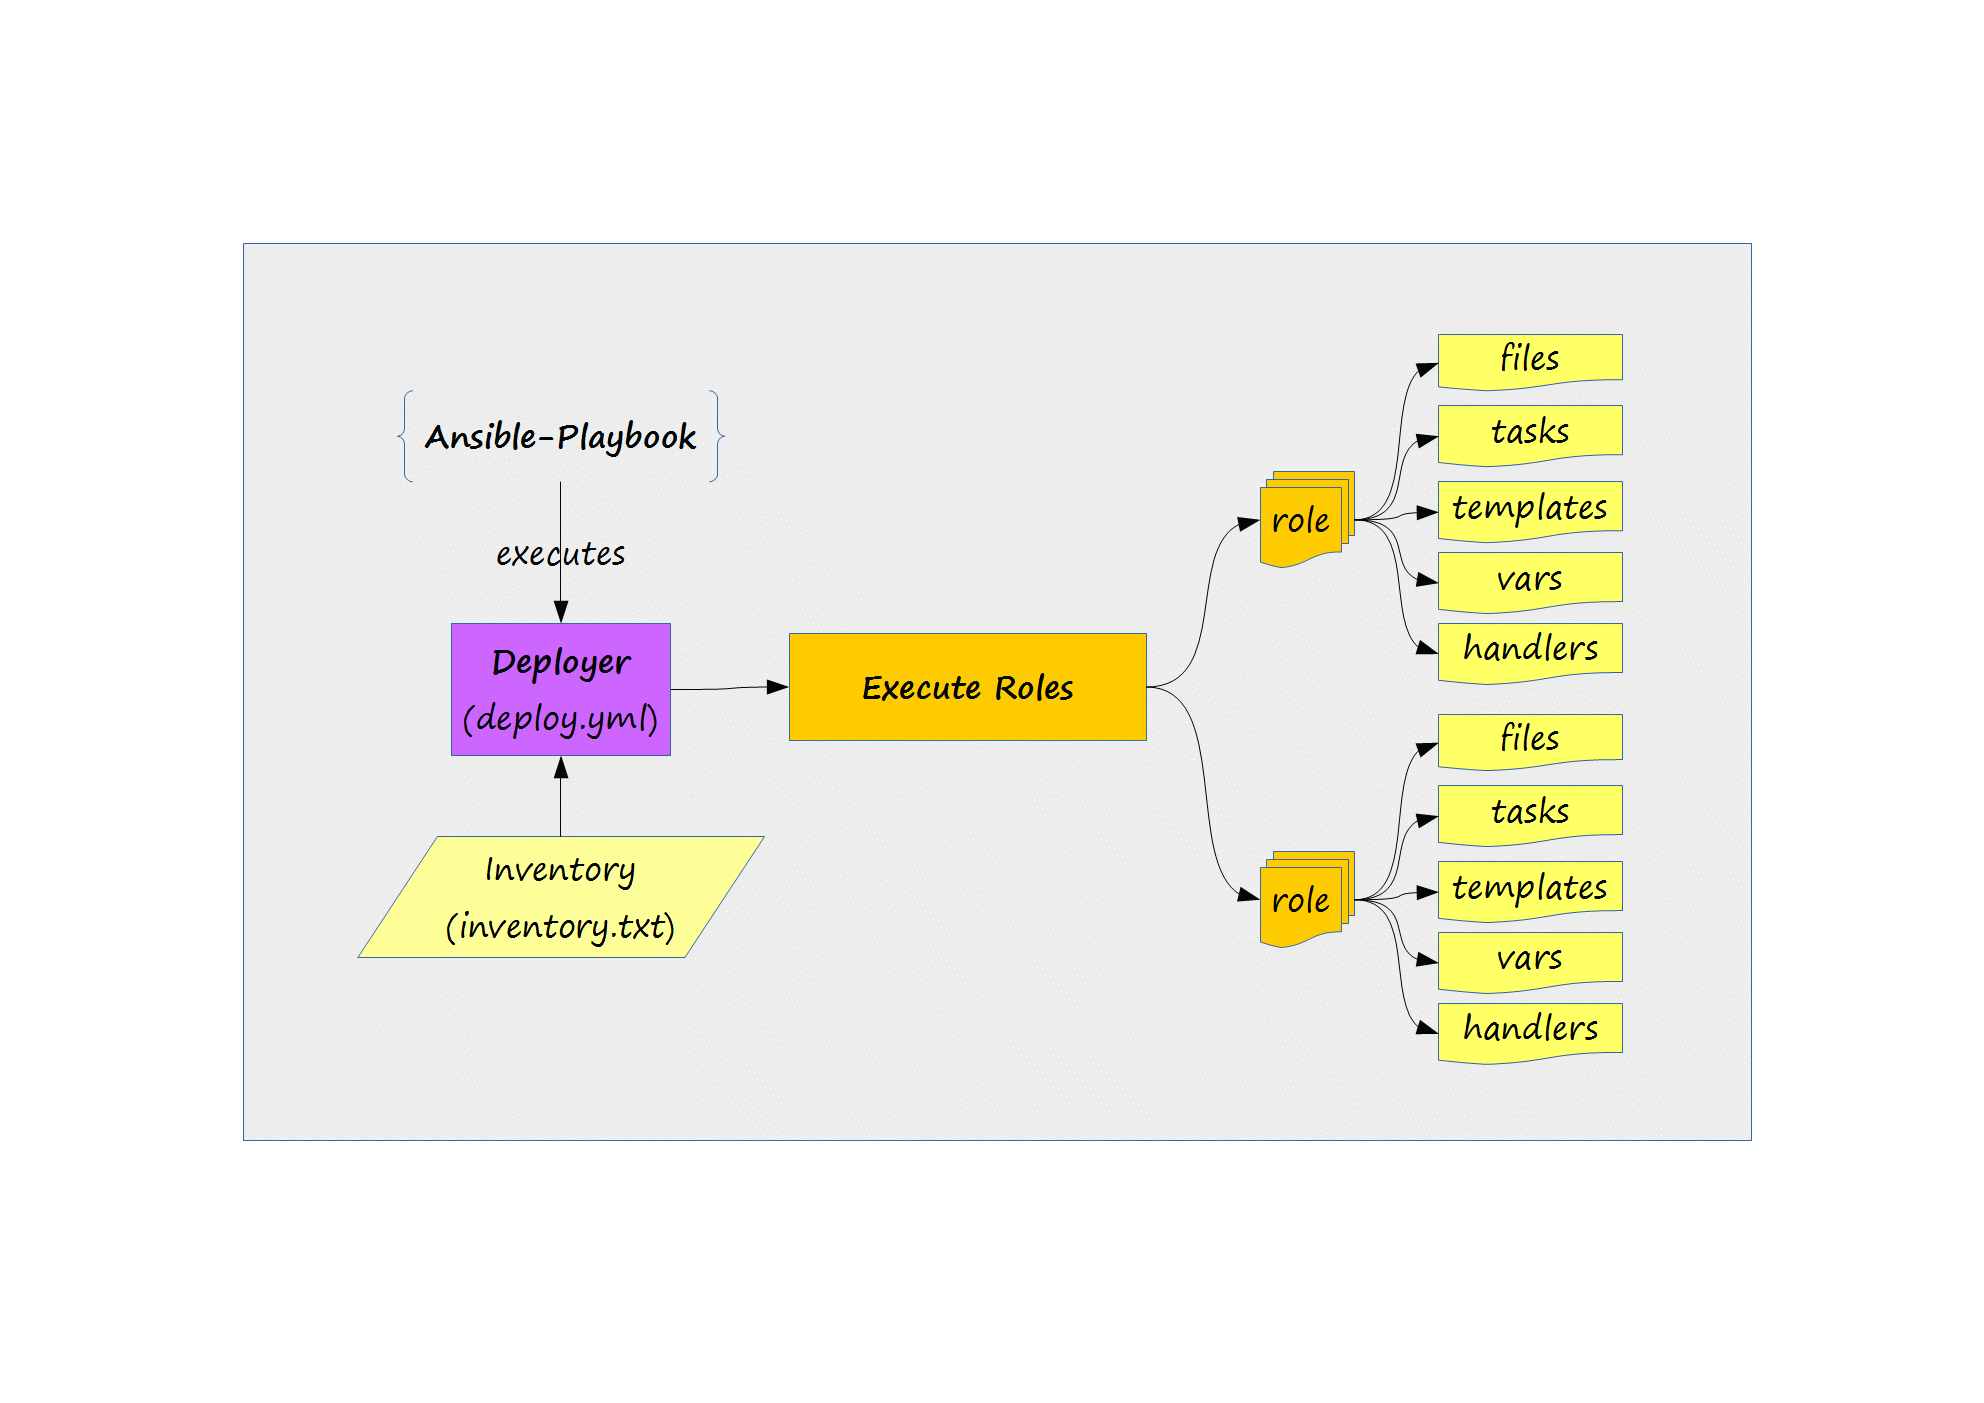 Ansible-Playbook
executes
Deployer
(deploy.yml)
Inventory
(inventory.txt)
Execute Roles
role
files
tasks
templates
vars
handlers
role
files
tasks
templates
vars
handlers